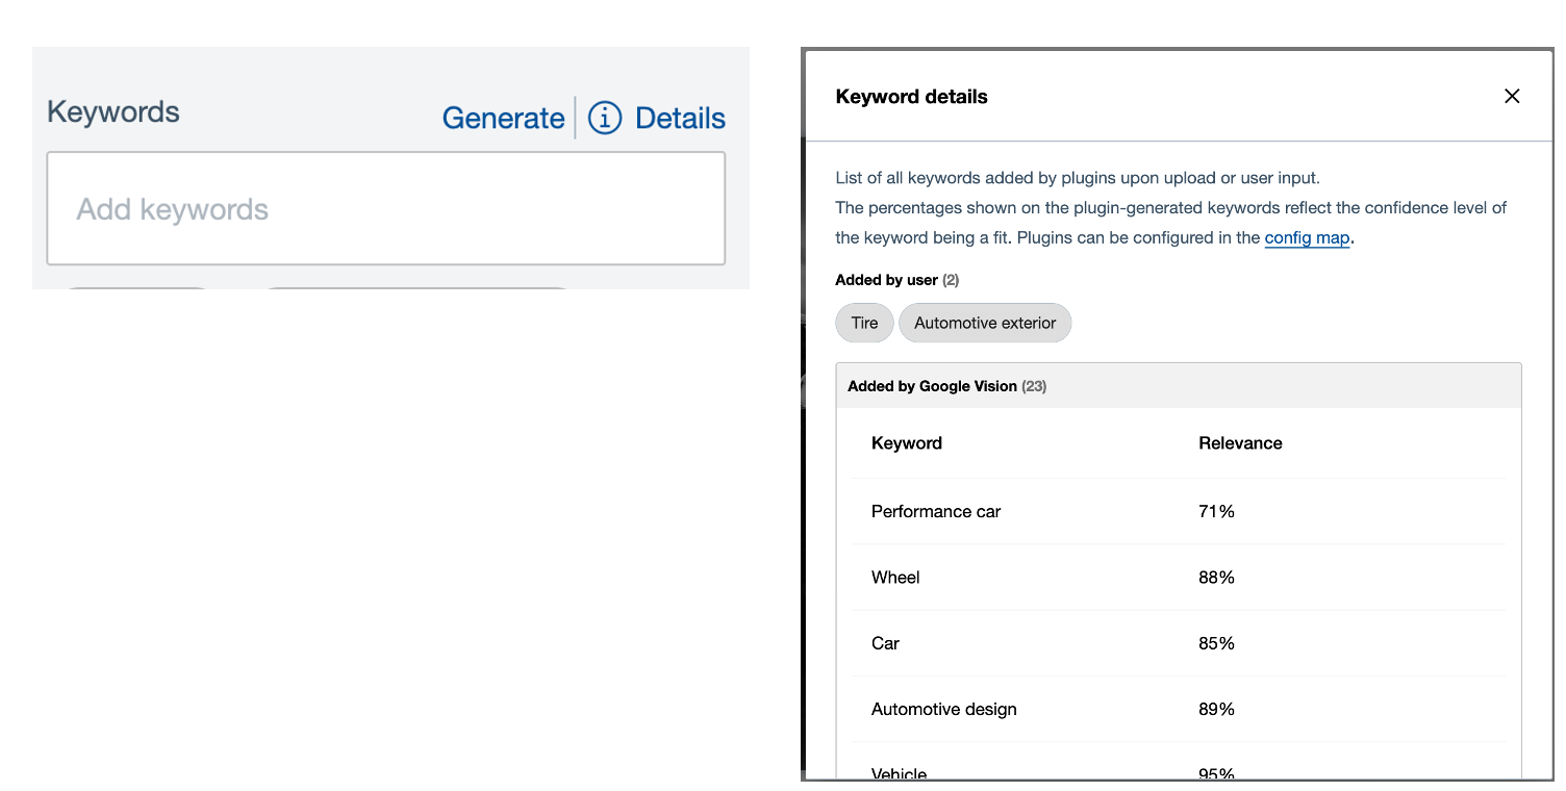 Keywords
Generate
Details
Add keywords
Keyword details
List of all keywords added by plugins upon upload or user input.
The percentages shown on the plugin-generated keywords reflect the confidence level of
the keyword being a fit. Plugins can be configured in the config map.
Added by user (2)
Tire Automotive exterior
Added by Google Vision (23)
Keyword Relevance
Performance car 71%
Wheel 88%
Car 85%
Automotive design 89%
Vehicle 95%